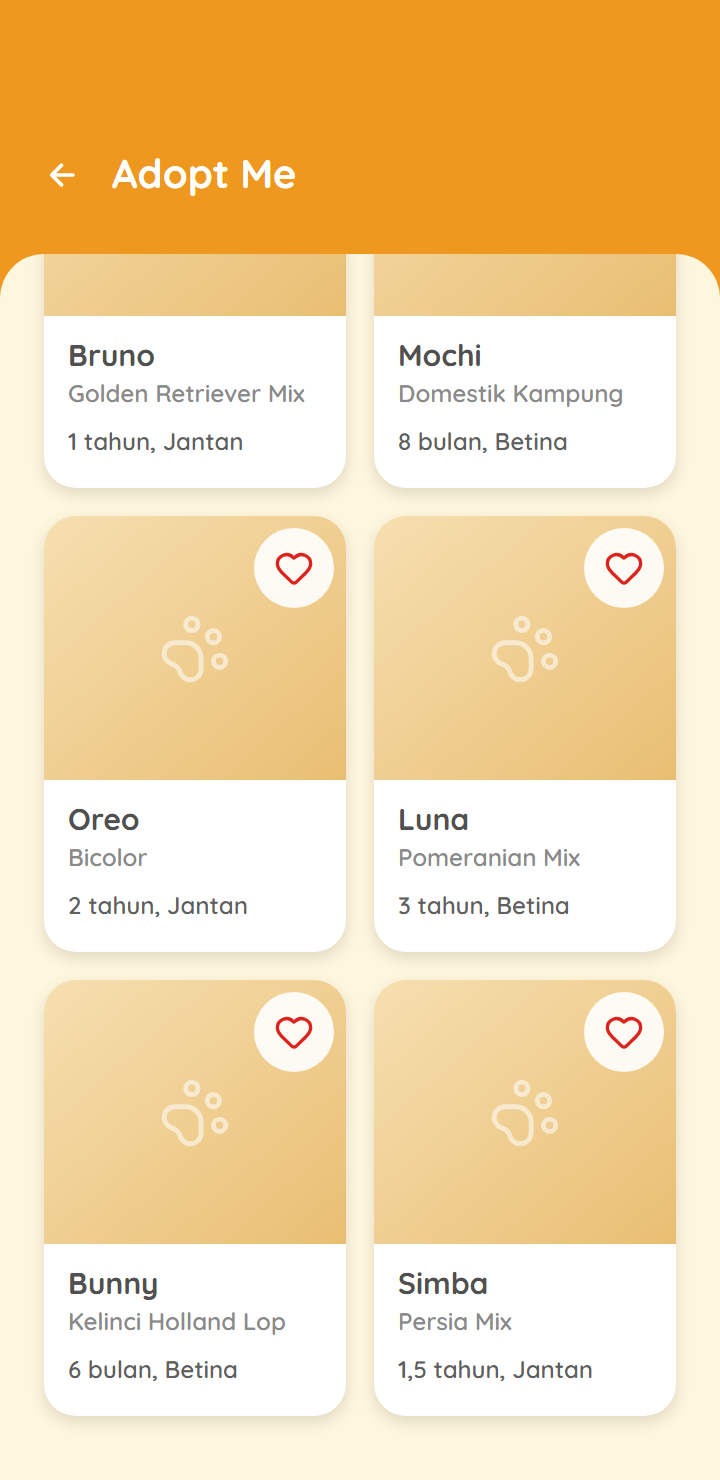 Adopt Me
Bruno
Golden Retriever Mix
1 tahun, Jantan
Mochi
Domestik Kampung
8 bulan, Betina
Oreo
Bicolor
2 tahun, Jantan
Luna
Pomeranian Mix
3 tahun, Betina
Bunny
Kelinci Holland Lop
6 bulan, Betina
Simba
Persia Mix
1,5 tahun, Jantan